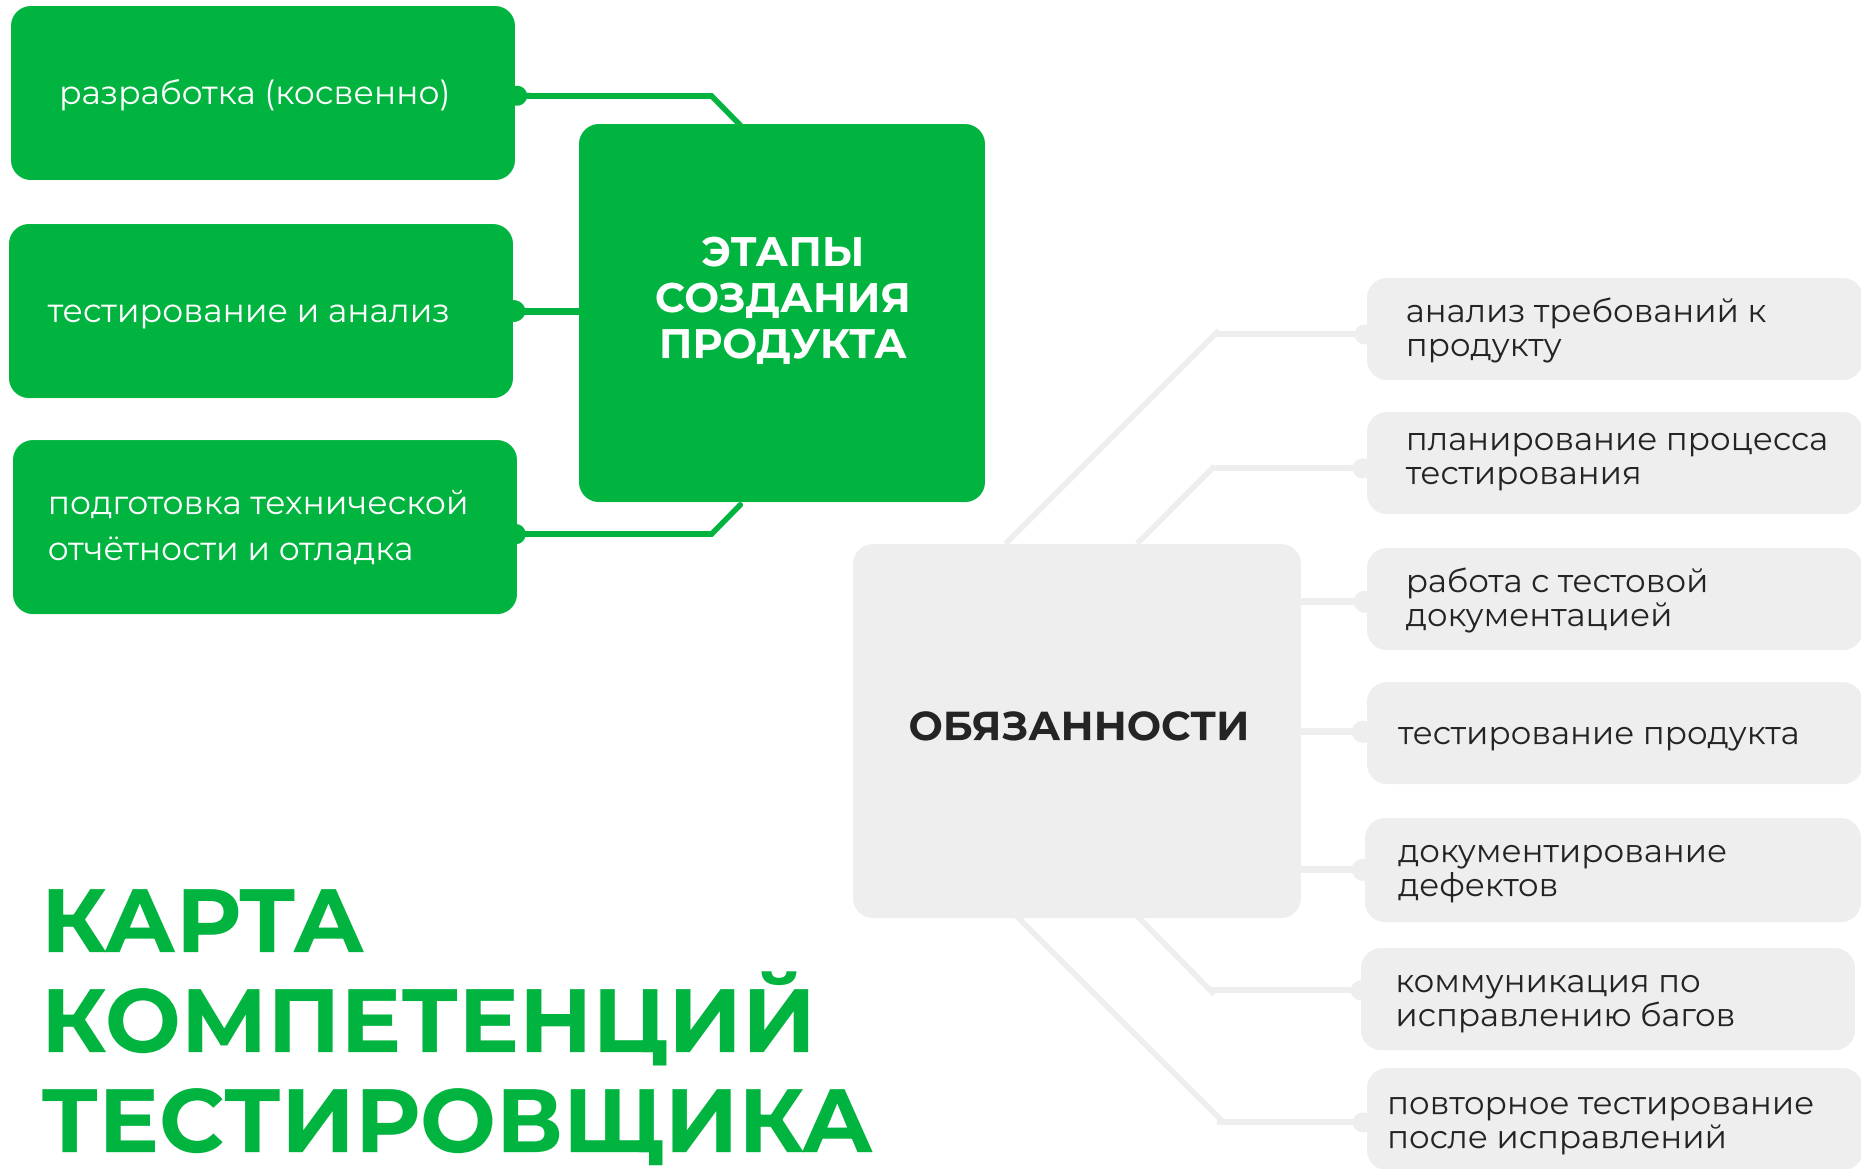 разработка (косвенно)
тестирование и анализ
подготовка технической
отчётности и отладка
ЭТАПЫ
СОЗДАНИЯ
ПРОДУКТА
анализ требований к
продукту
планирование процесса
тестирования
работа с тестовой
документацией
тестирование продукта
документирование
дефектов
коммуникация по
исправлению багов
повторное тестирование
после исправлений
ОБЯЗАННОСТИ
КАРТА
КОМПЕТЕНЦИЙ
ТЕСТИРОВЩИКА